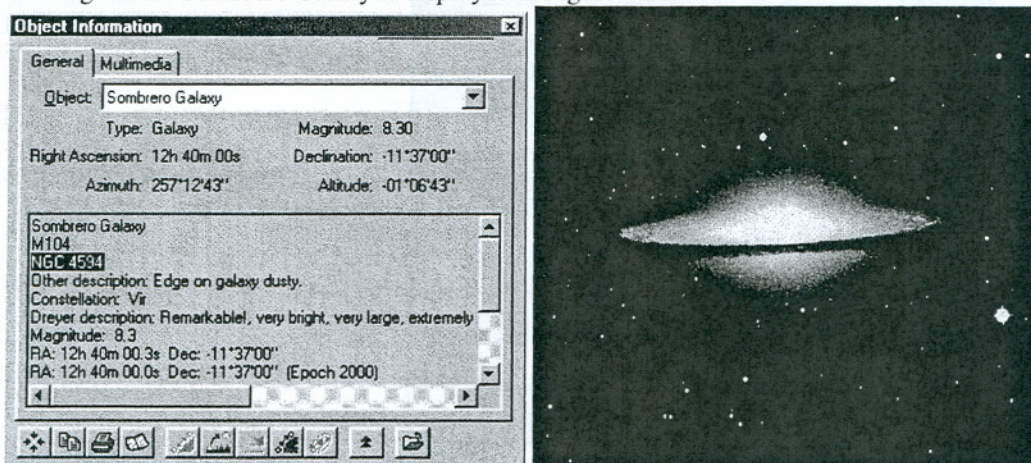 Object Information
General Multimedia
Object: Sombrero Galaxy
Type: Galaxy Magnitude: 8.30
Right Ascension: 12h 40m 00s Declination: -11°37'00"
Azimuth: 257°12'43" Altitude: -01°06'43"
Sombrero Galaxy
M104
NGC 4594
Other description: Edge on galaxy dusty.
Constellation: Vir
Dreyer description: Remarkable!, very bright, very large, extremely
Magnitude: 8.3
RA: 12h 40m 00.3s Dec: -11°37'00"
RA: 12h 40m 00.0s Dec: -11°37'00" (Epoch 2000)